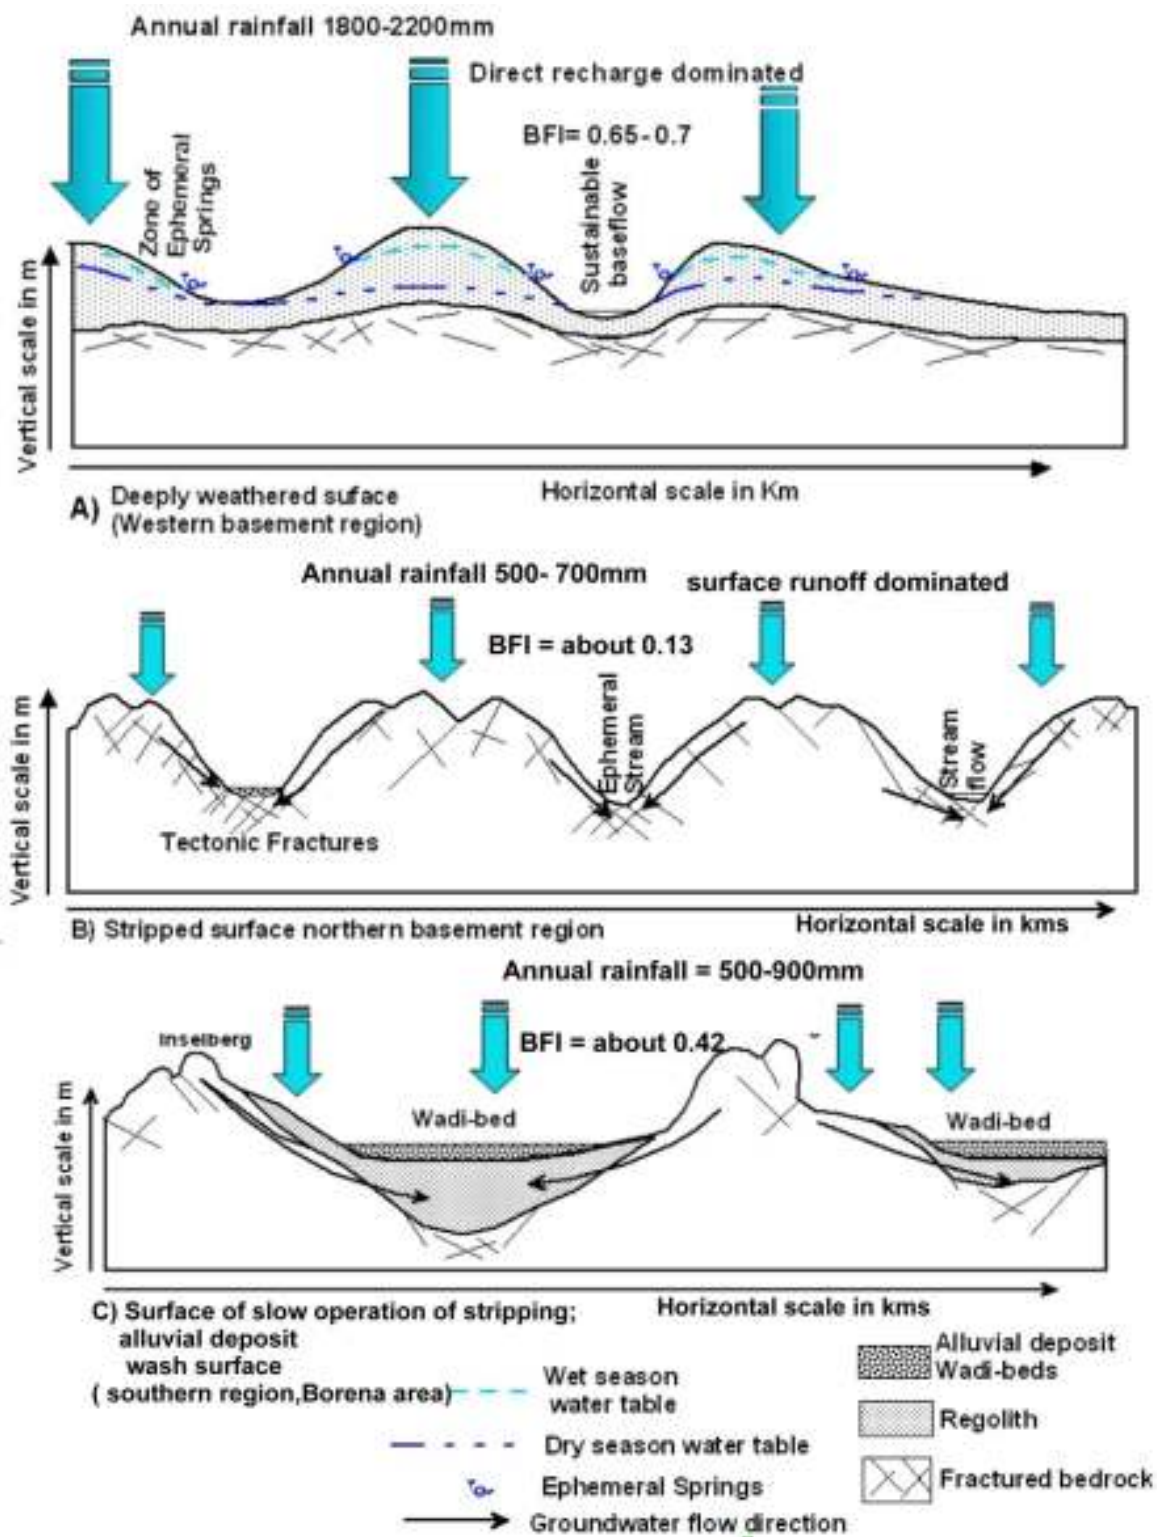 Annual rainfall 1800-2200mm
Direct recharge dominated
BFI= 0.65-0.7
Zone of
Ephemeral
Springs
Sustainable
baseflow
Vertical scale in m
Horizontal scale in Km
A) Deeply weathered suface
(Western basement region)
Annual rainfall 500- 700mm
surface runoff dominated
BFI = about 0.13
Ephemeral
Stream
Stream
flow
Vertical scale in m
Tectonic Fractures
Horizontal scale in kms
B) Stripped surface northern basement region
Annual rainfall = 500-900mm
Inselberg
BFI = about 0.42
Wadi-bed
Wadi-bed
Vertical scale in m
Horizontal scale in kms
C) Surface of slow operation of stripping;
alluvial deposit
wash surface
( southern region,Borena area)
Wet season
water table
Dry season water table
Ephemeral Springs
Groundwater flow direction
Alluvial deposit
Wadi-beds
Regolith
Fractured bedrock